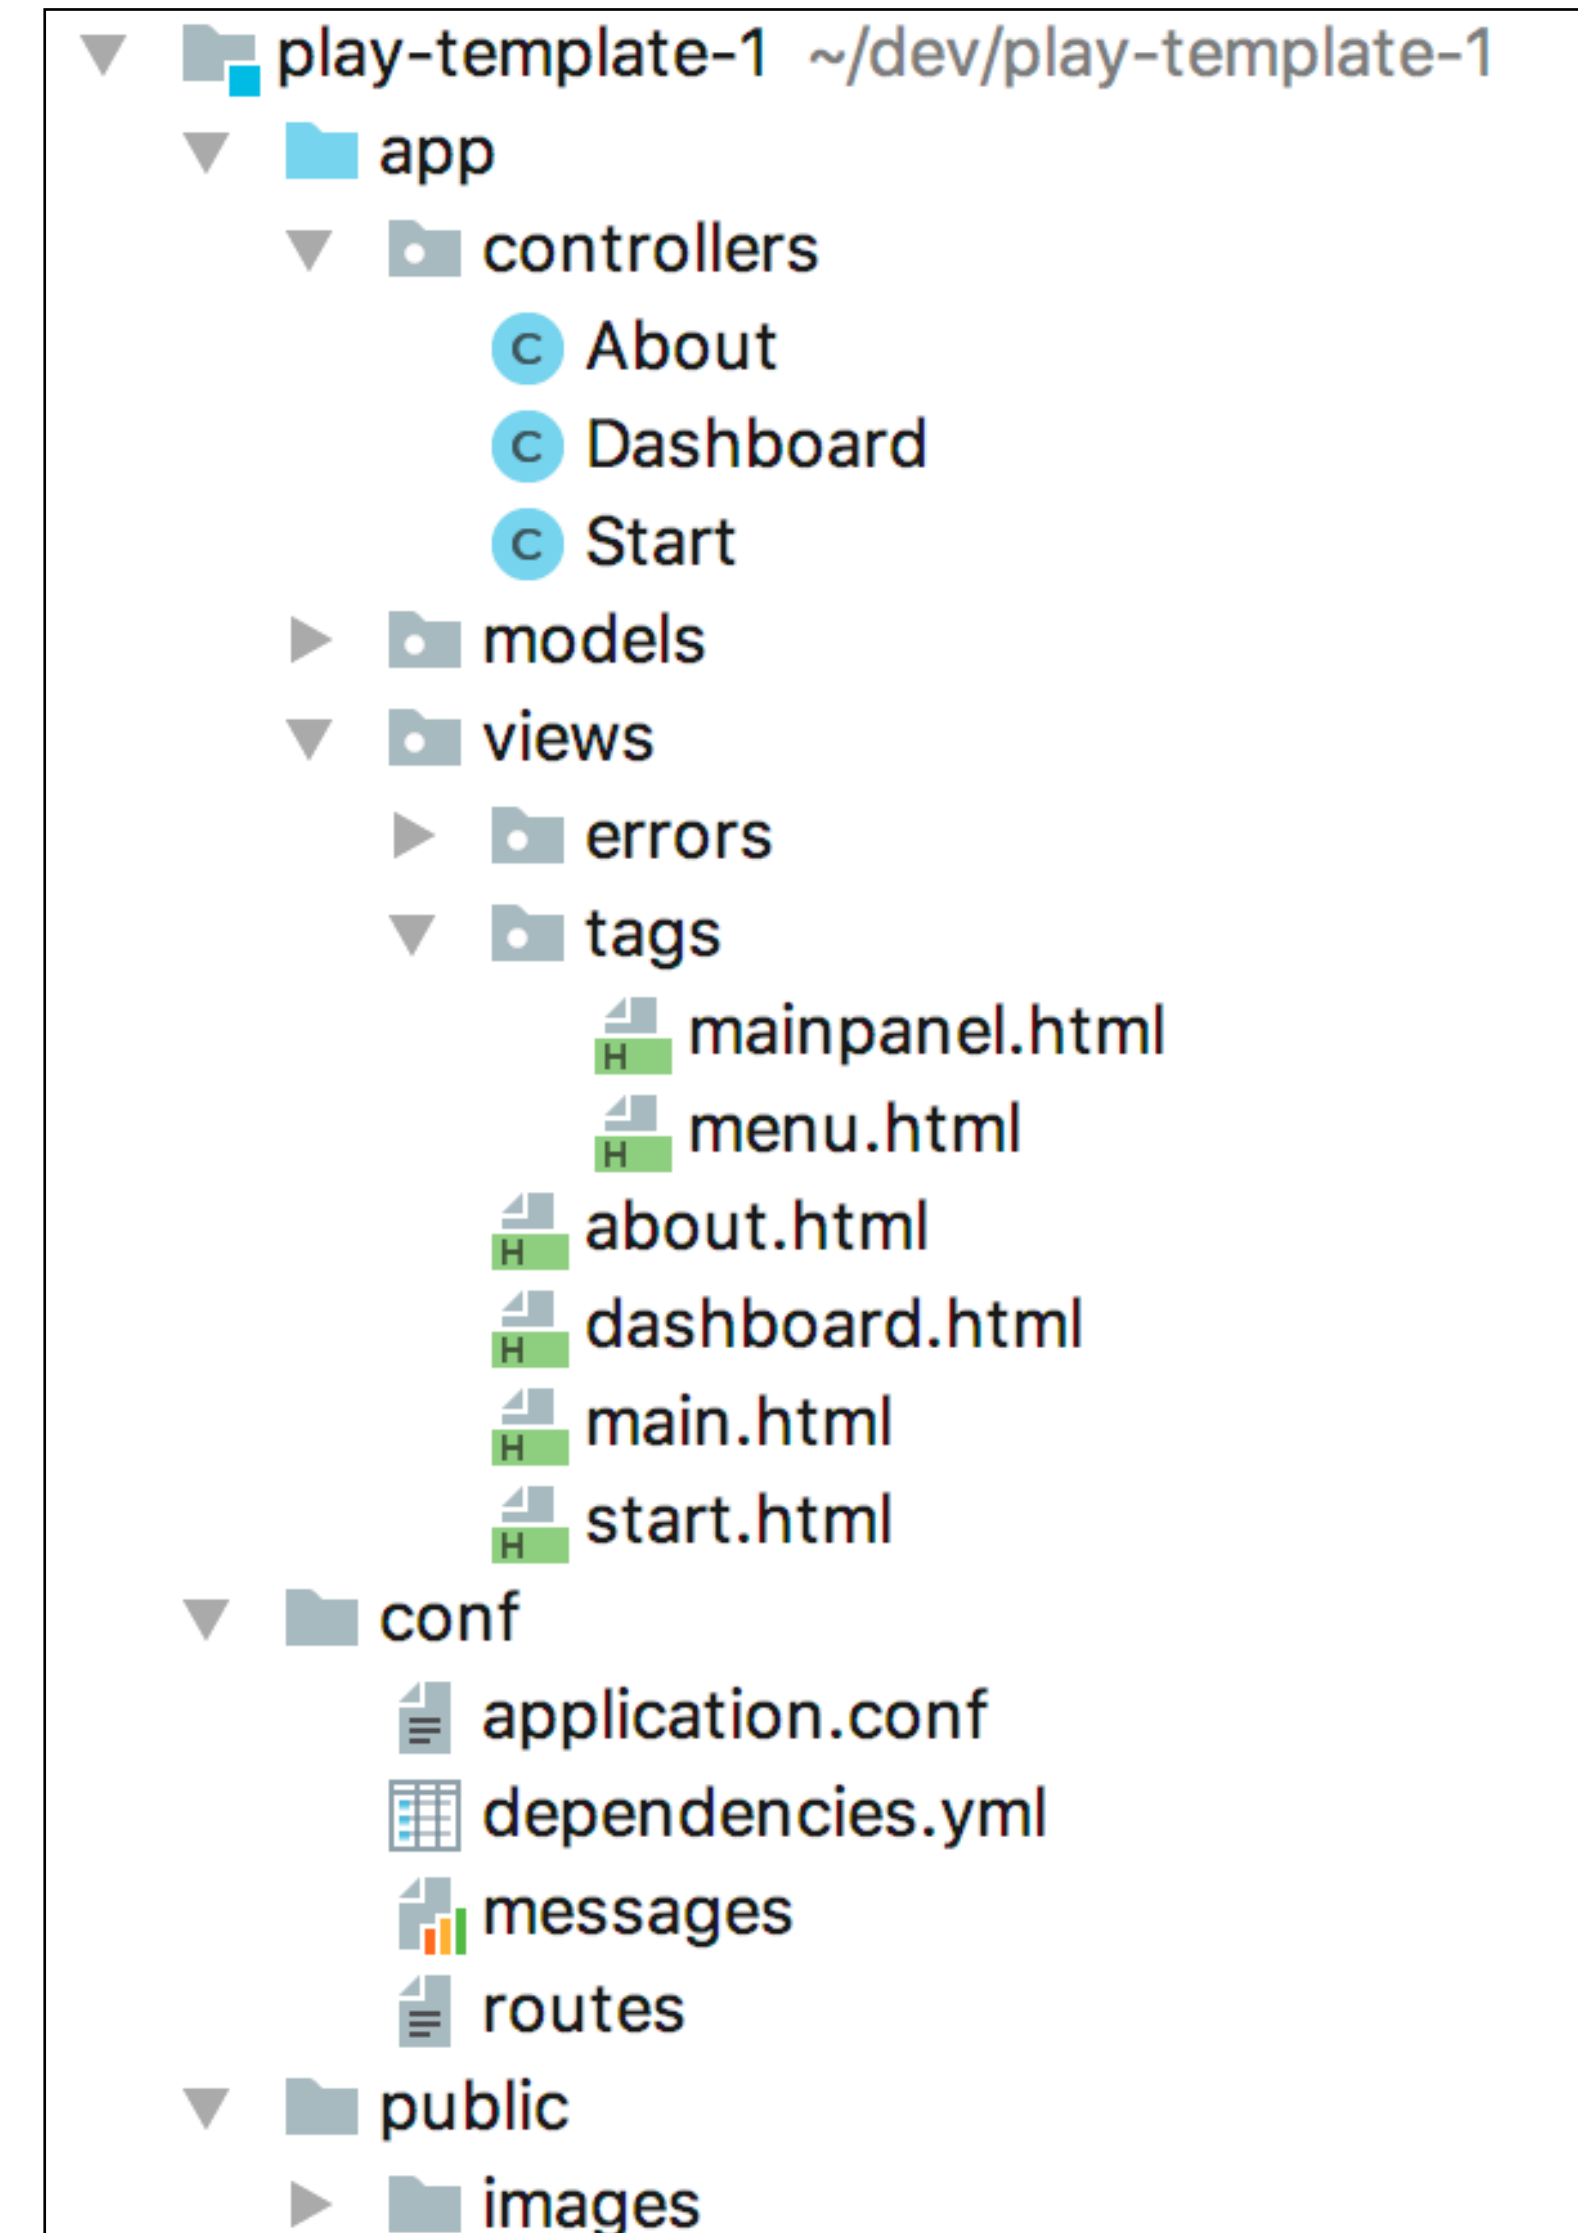 play-template-1 ~/dev/play-template-1
app
controllers
C About
C Dashboard
C Start
models
views
errors
tags
H mainpanel.html
H menu.html
H about.html
H dashboard.html
H main.html
H start.html
conf
application.conf
dependencies.yml
messages
routes
public
images